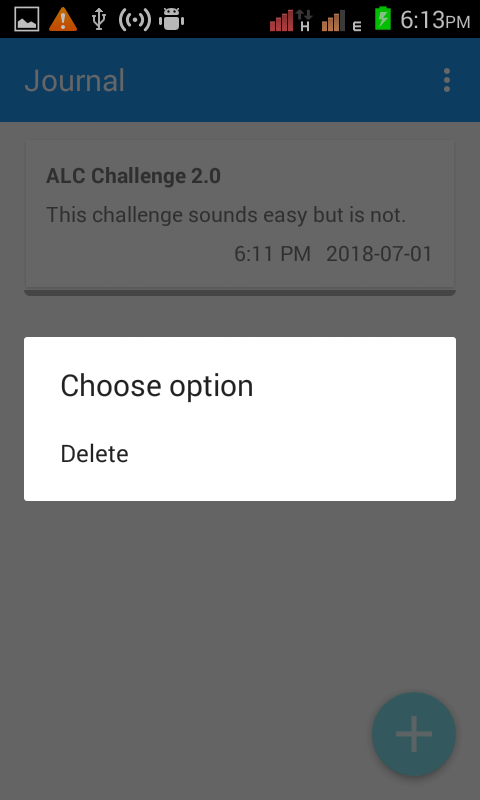 H E 6:13PM
Journal
ALC Challenge 2.0
This challenge sounds easy but is not.
6:11 PM 2018-07-01
Choose option
Delete